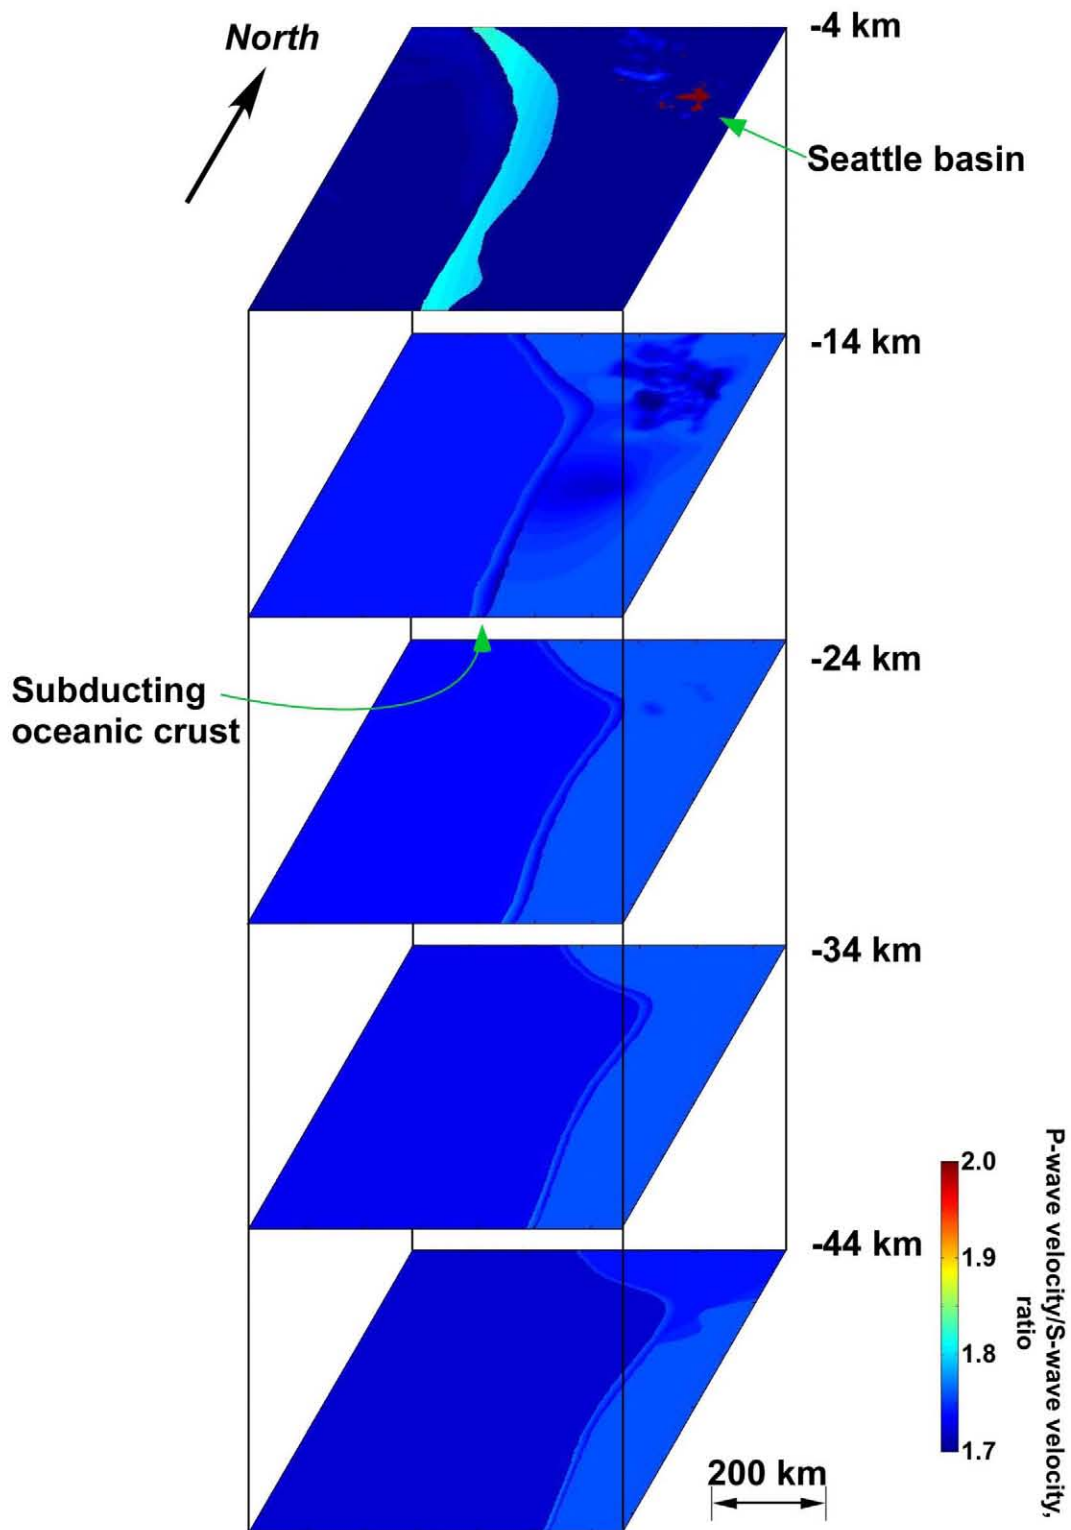 North
-4 km
Seattle basin
-14 km
Subducting
oceanic crust
-24 km
-34 km
-44 km
2.0
1.9
1.8
1.7
P-wave velocity/S-wave velocity,
ratio
200 km